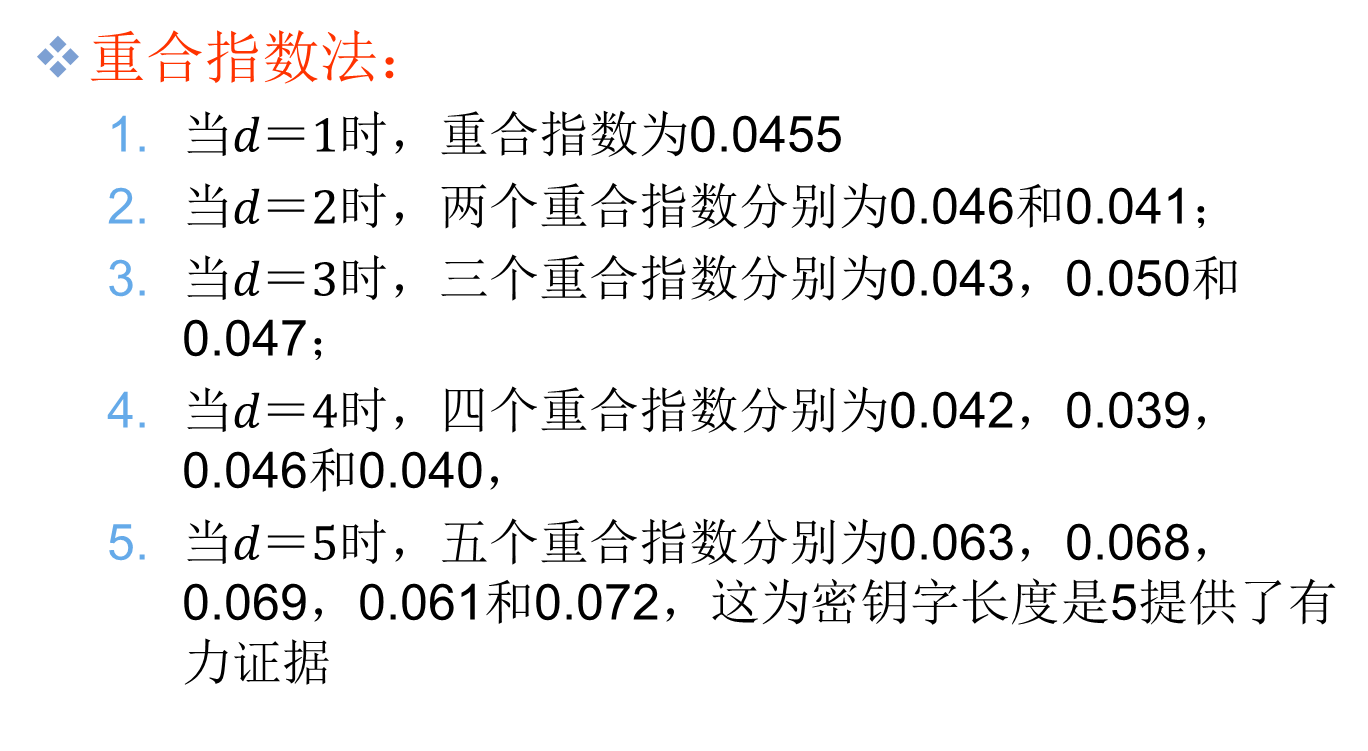 重合指数法：
1. 当d＝1时，重合指数为0.0455
2. 当d＝2时，两个重合指数分别为0.046和0.041；
3. 当d＝3时，三个重合指数分别为0.043，0.050和
0.047；
4. 当d＝4时，四个重合指数分别为0.042，0.039，
0.046和0.040，
5. 当d＝5时，五个重合指数分别为0.063，0.068，
0.069，0.061和0.072，这为密钥字长度是5提供了有
力证据